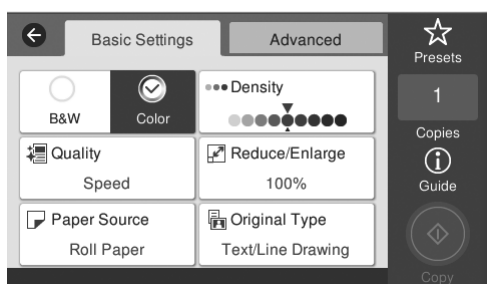 Basic Settings
Advanced
Presets
B&W
Color
Density
1
Copies
Quality
Speed
Reduce/Enlarge
100%
Guide
Paper Source
Roll Paper
Original Type
Text/Line Drawing
Copy